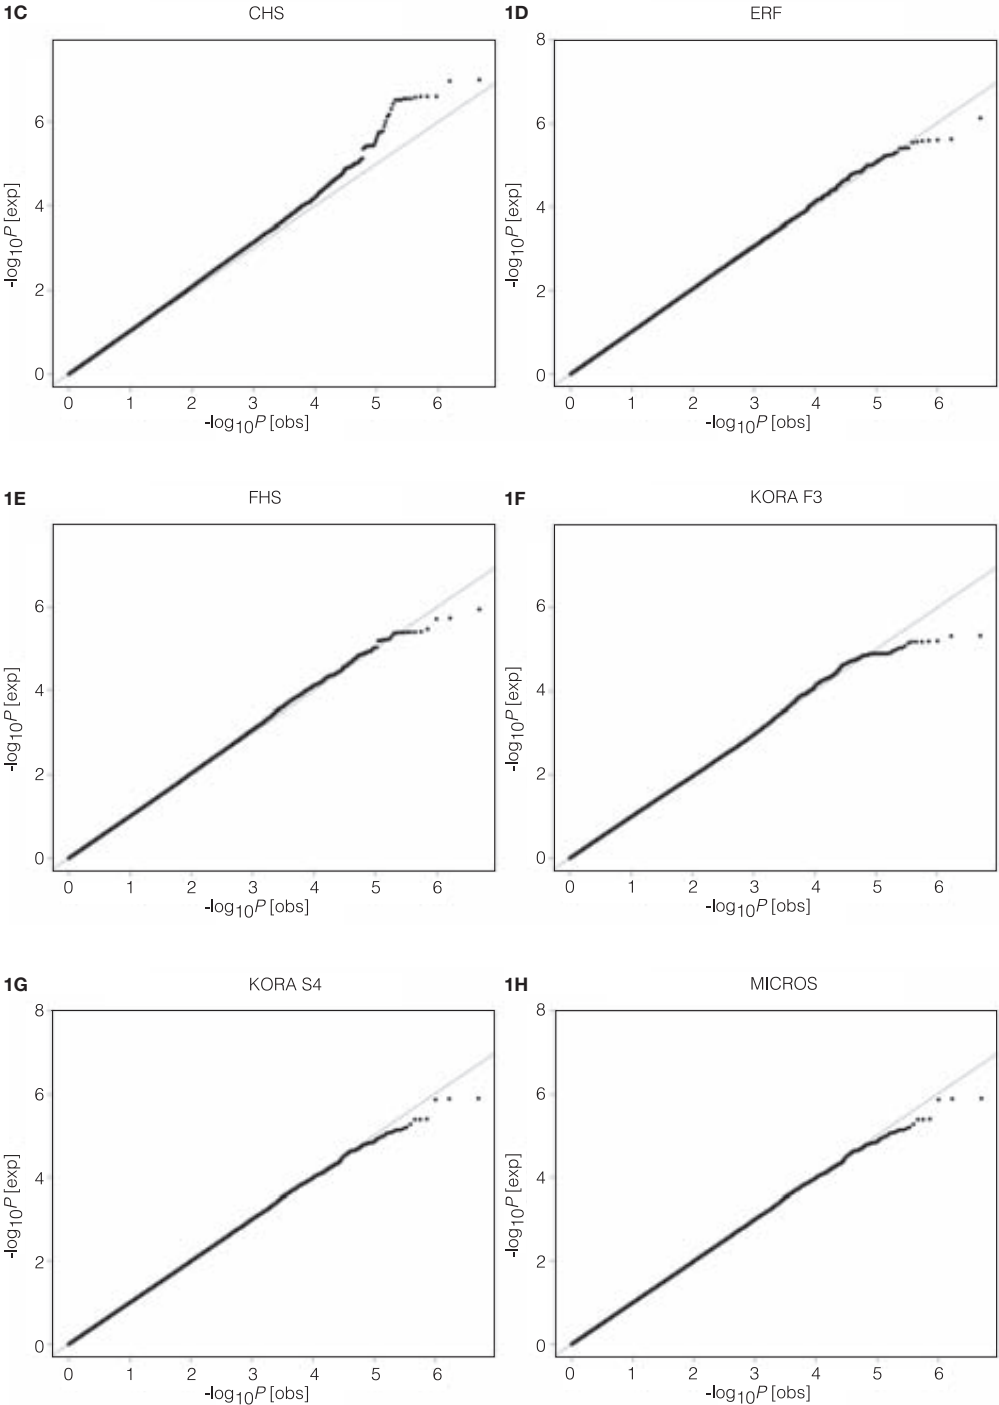 1C CHS
6
4
2
0
-log10P [exp]
0 1 2 3 4 5 6
-log10P [obs]
1D ERF
8
6
4
2
0
-log10P [exp]
0 1 2 3 4 5 6
-log10P [obs]
1E FHS
6
4
2
0
-log10P [exp]
0 1 2 3 4 5 6
-log10P [obs]
1F KORA F3
6
4
2
0
-log10P [exp]
0 1 2 3 4 5 6
-log10P [obs]
1G KORA S4
8
6
4
2
0
-log10P [exp]
0 1 2 3 4 5 6
-log10P [obs]
1H MICROS
8
6
4
2
0
-log10P [exp]
0 1 2 3 4 5 6
-log10P [obs]